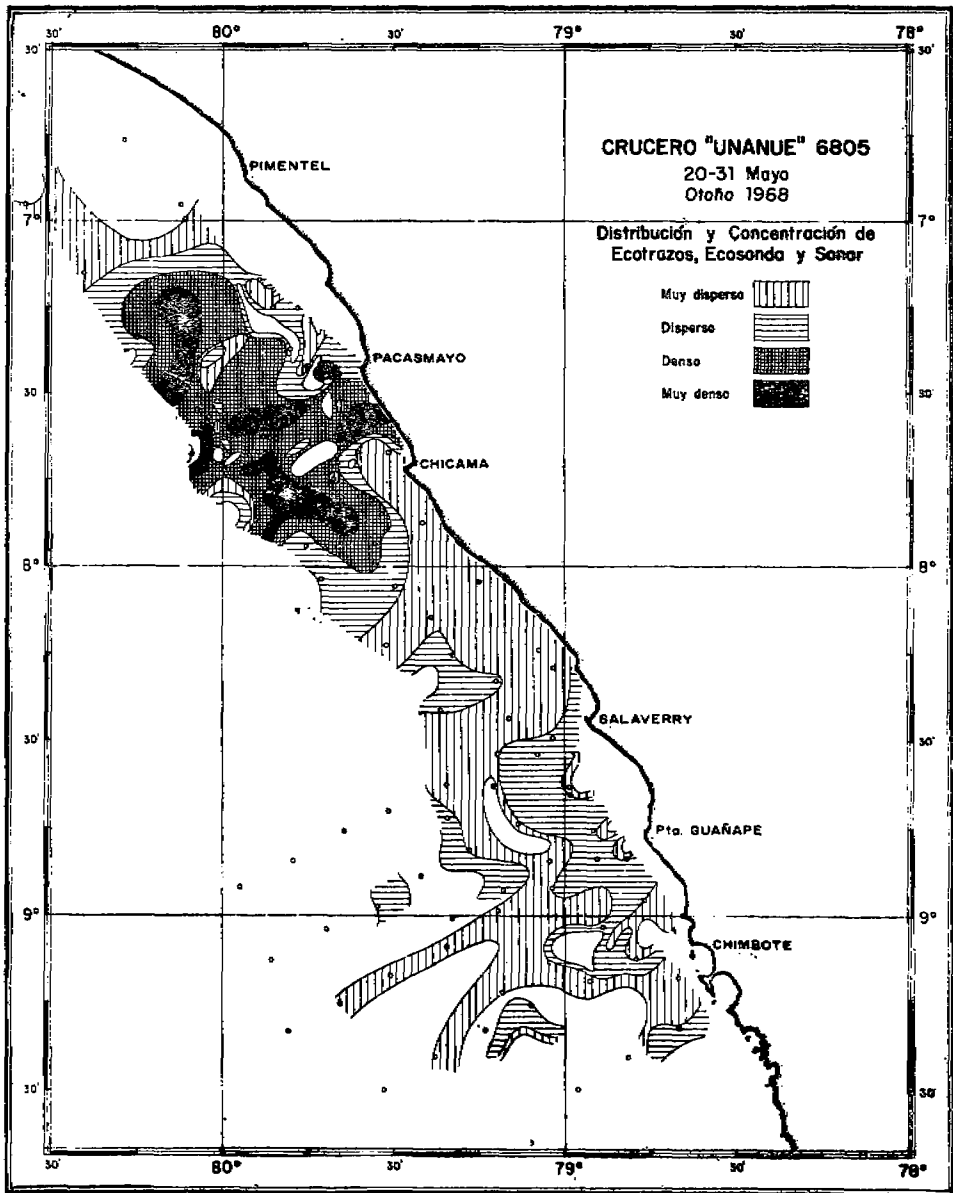 30' 80° 30' 79° 30' 78°
30' 30'
CRUCERO "UNANUE" 6805
20-31 Mayo
Otoño 1968
PIMENTEL
7° 7°
Distribución y Concentración de
Ecotrazos, Ecosonda y Sonar
Muy disperso
Disperso
Denso
Muy denso
PACASMAYO
30' 30'
CHICAMA
8° 8°
SALAVERRY
30' 30'
Pta. GUAÑAPE
9° 9°
CHIMBOTE
30' 30'
30' 80° 30' 79° 30' 78°